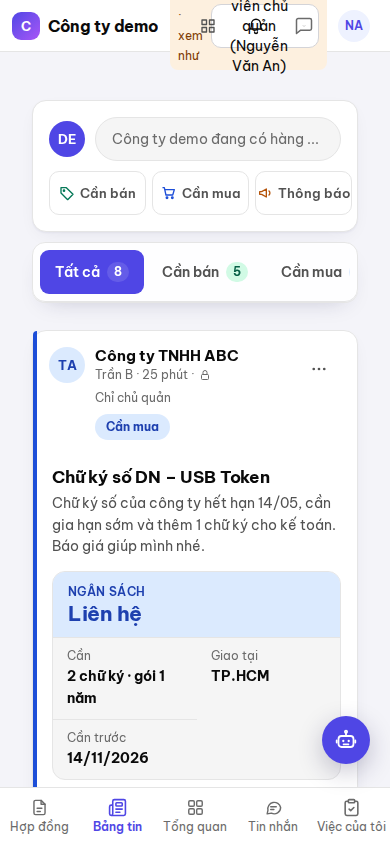 C Công ty demo
· xem như
viên chủ quản (Nguyễn Văn An)
NA
DE Công ty demo đang có hàng ...
Cần bán Cần mua Thông báo
Tất cả 8 Cần bán 5 Cần mua
TA Công ty TNHH ABC
Trần B · 25 phút ·
Chỉ chủ quản
Cần mua
Chữ ký số DN – USB Token
Chữ ký số của công ty hết hạn 14/05, cần
gia hạn sớm và thêm 1 chữ ký cho kế toán.
Báo giá giúp mình nhé.
NGÂN SÁCH
Liên hệ
Cần Giao tại
2 chữ ký · gói 1 TP.HCM
năm
Cần trước
14/11/2026
Hợp đồng Bảng tin Tổng quan Tin nhắn Việc của tôi